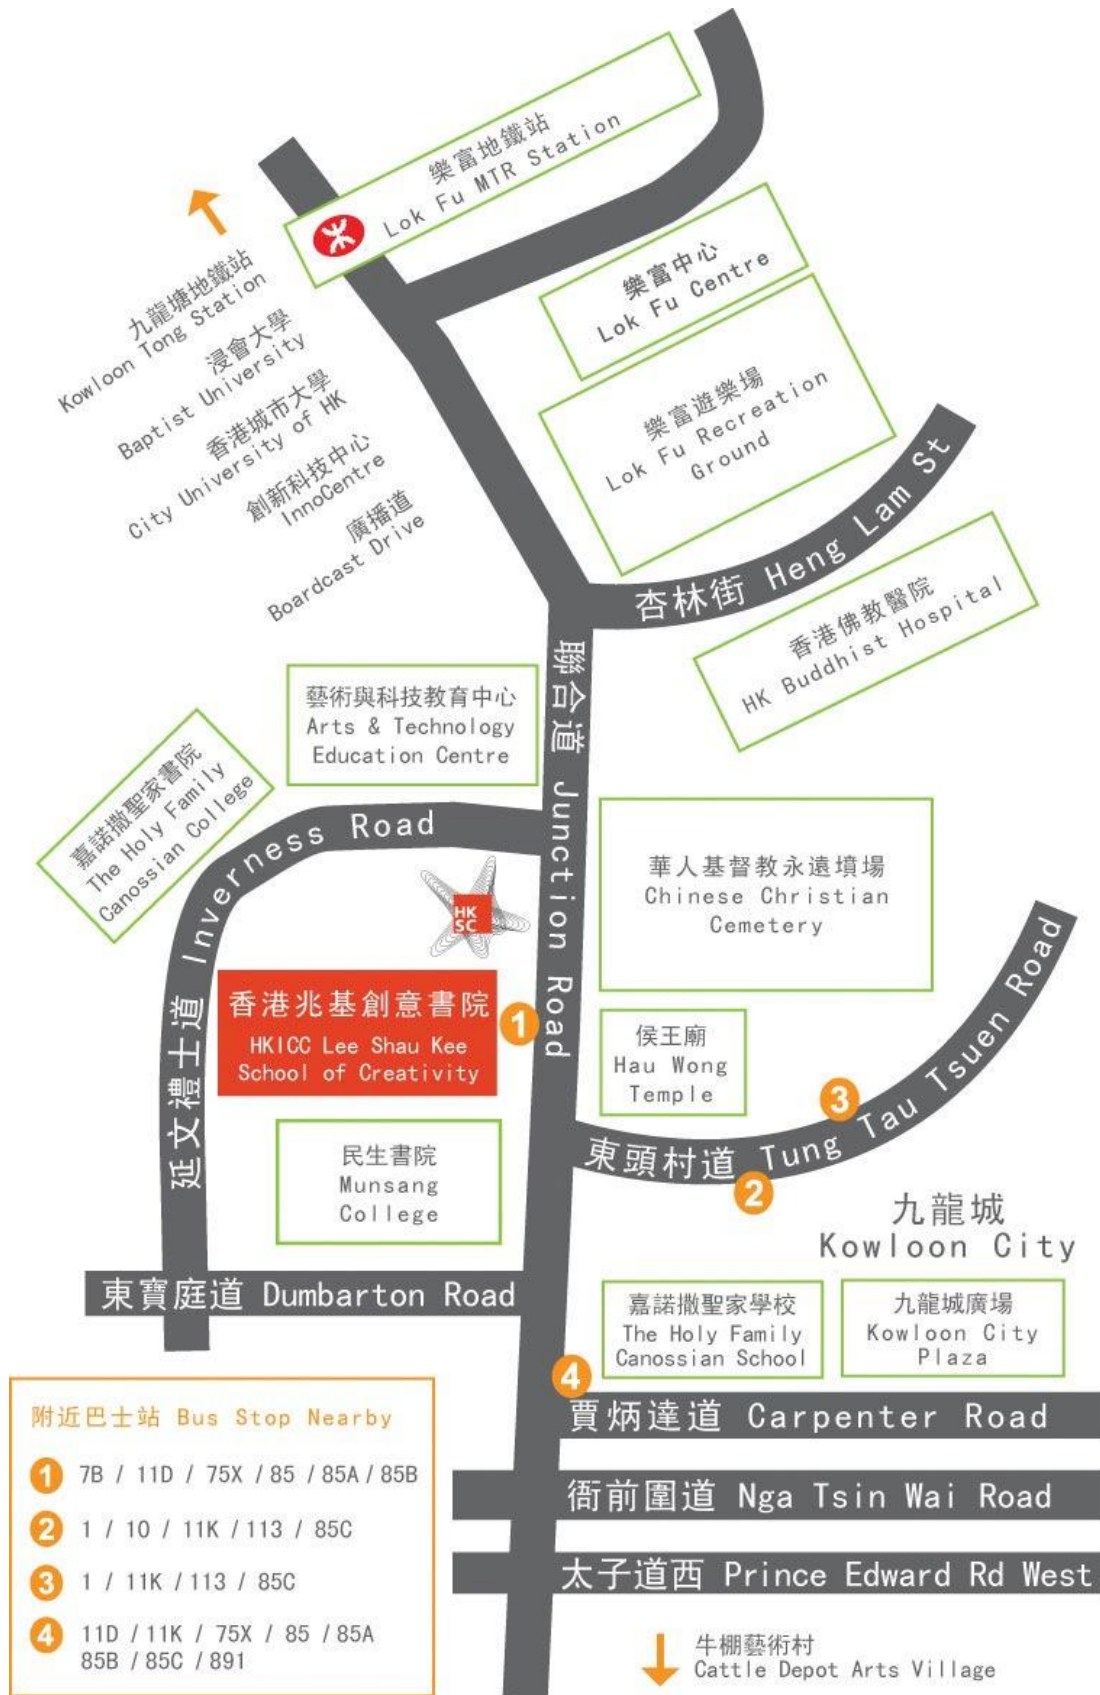 樂富地鐵站
Lok Fu MTR Station
九龍塘地鐵站
Kowloon Tong Station
浸會大學
Baptist University
香港城市大學
City University of HK
創新科技中心
InnoCentre
廣播道
Boardcast Drive
樂富中心
Lok Fu Centre
樂富遊樂場
Lok Fu Recreation
Ground
杏林街 Heng Lam St
香港佛教醫院
HK Buddhist Hospital
聯合道 Junction Road
藝術與科技教育中心
Arts & Technology
Education Centre
嘉諾撒聖家書院
The Holy Family
Canossian College
延文禮士道 Inverness Road
華人基督教永遠墳場
Chinese Christian
Cemetery
HK
SC
香港兆基創意書院
HKICC Lee Shau Kee
School of Creativity
1
侯王廟
Hau Wong
Temple
3
東頭村道 Tung Tau Tsuen Road
2
民生書院
Munsang
College
九龍城
Kowloon City
東寶庭道 Dumbarton Road
嘉諾撒聖家學校
The Holy Family
Canossian School
九龍城廣場
Kowloon City
Plaza
4
賈炳達道 Carpenter Road
衙前圍道 Nga Tsin Wai Road
太子道西 Prince Edward Rd West
附近巴士站 Bus Stop Nearby
1 7B / 11D / 75X / 85 / 85A / 85B
2 1 / 10 / 11K / 113 / 85C
3 1 / 11K / 113 / 85C
4 11D / 11K / 75X / 85 / 85A
85B / 85C / 891
牛棚藝術村
Cattle Depot Arts Village